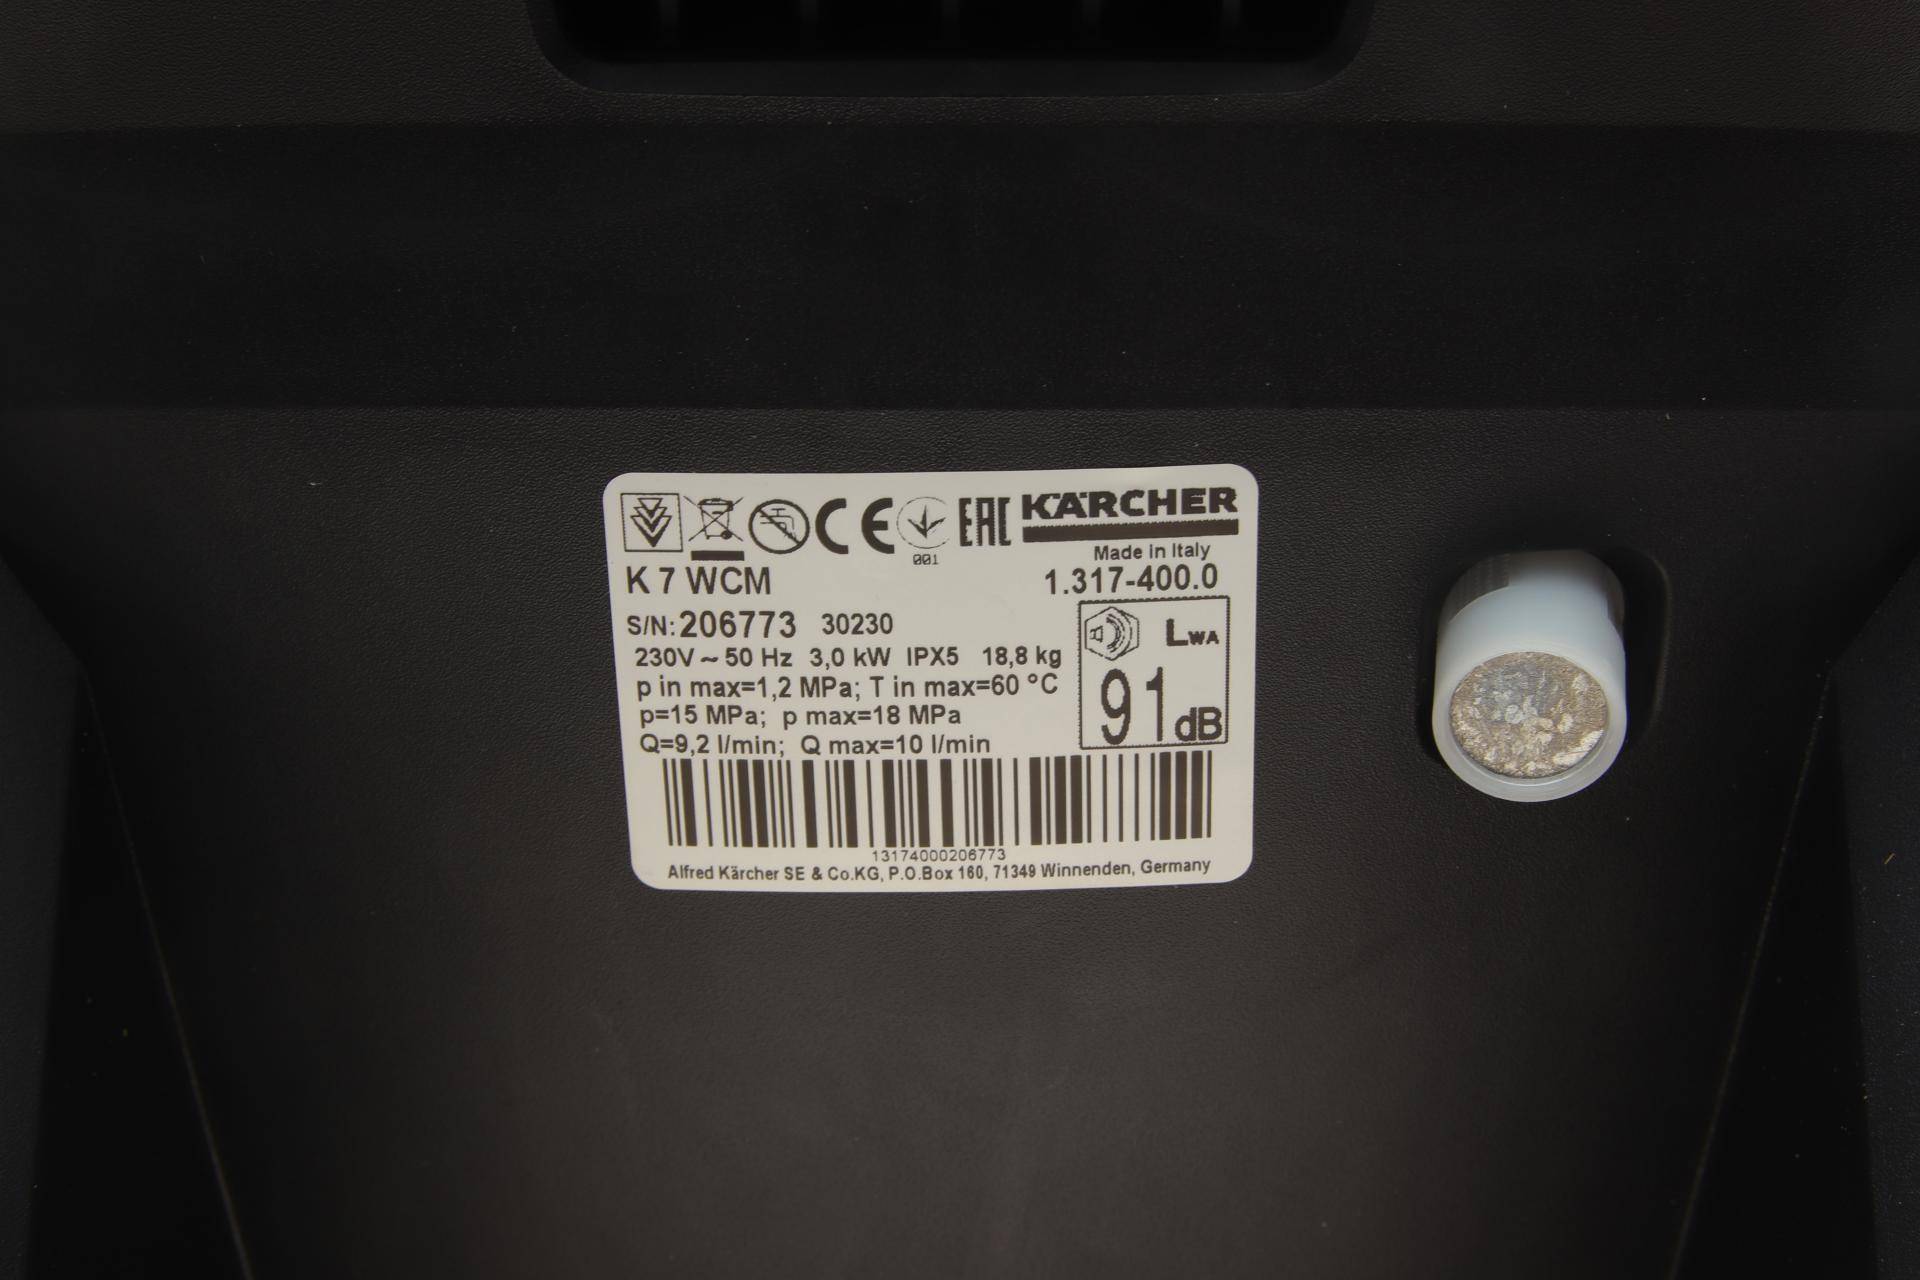 CE EAC KÄRCHER
001
Made in Italy
K 7 WCM 1.317-400.0
S/N: 206773 30230
230V ~ 50 Hz 3,0 kW IPX5 18,8 kg
p in max=1,2 MPa; T in max=60 °C
p=15 MPa; p max=18 MPa
Q=9,2 l/min; Q max=10 l/min
LWA
91 dB
13174000206773
Alfred Kärcher SE & Co.KG, P.O.Box 160, 71349 Winnenden, Germany